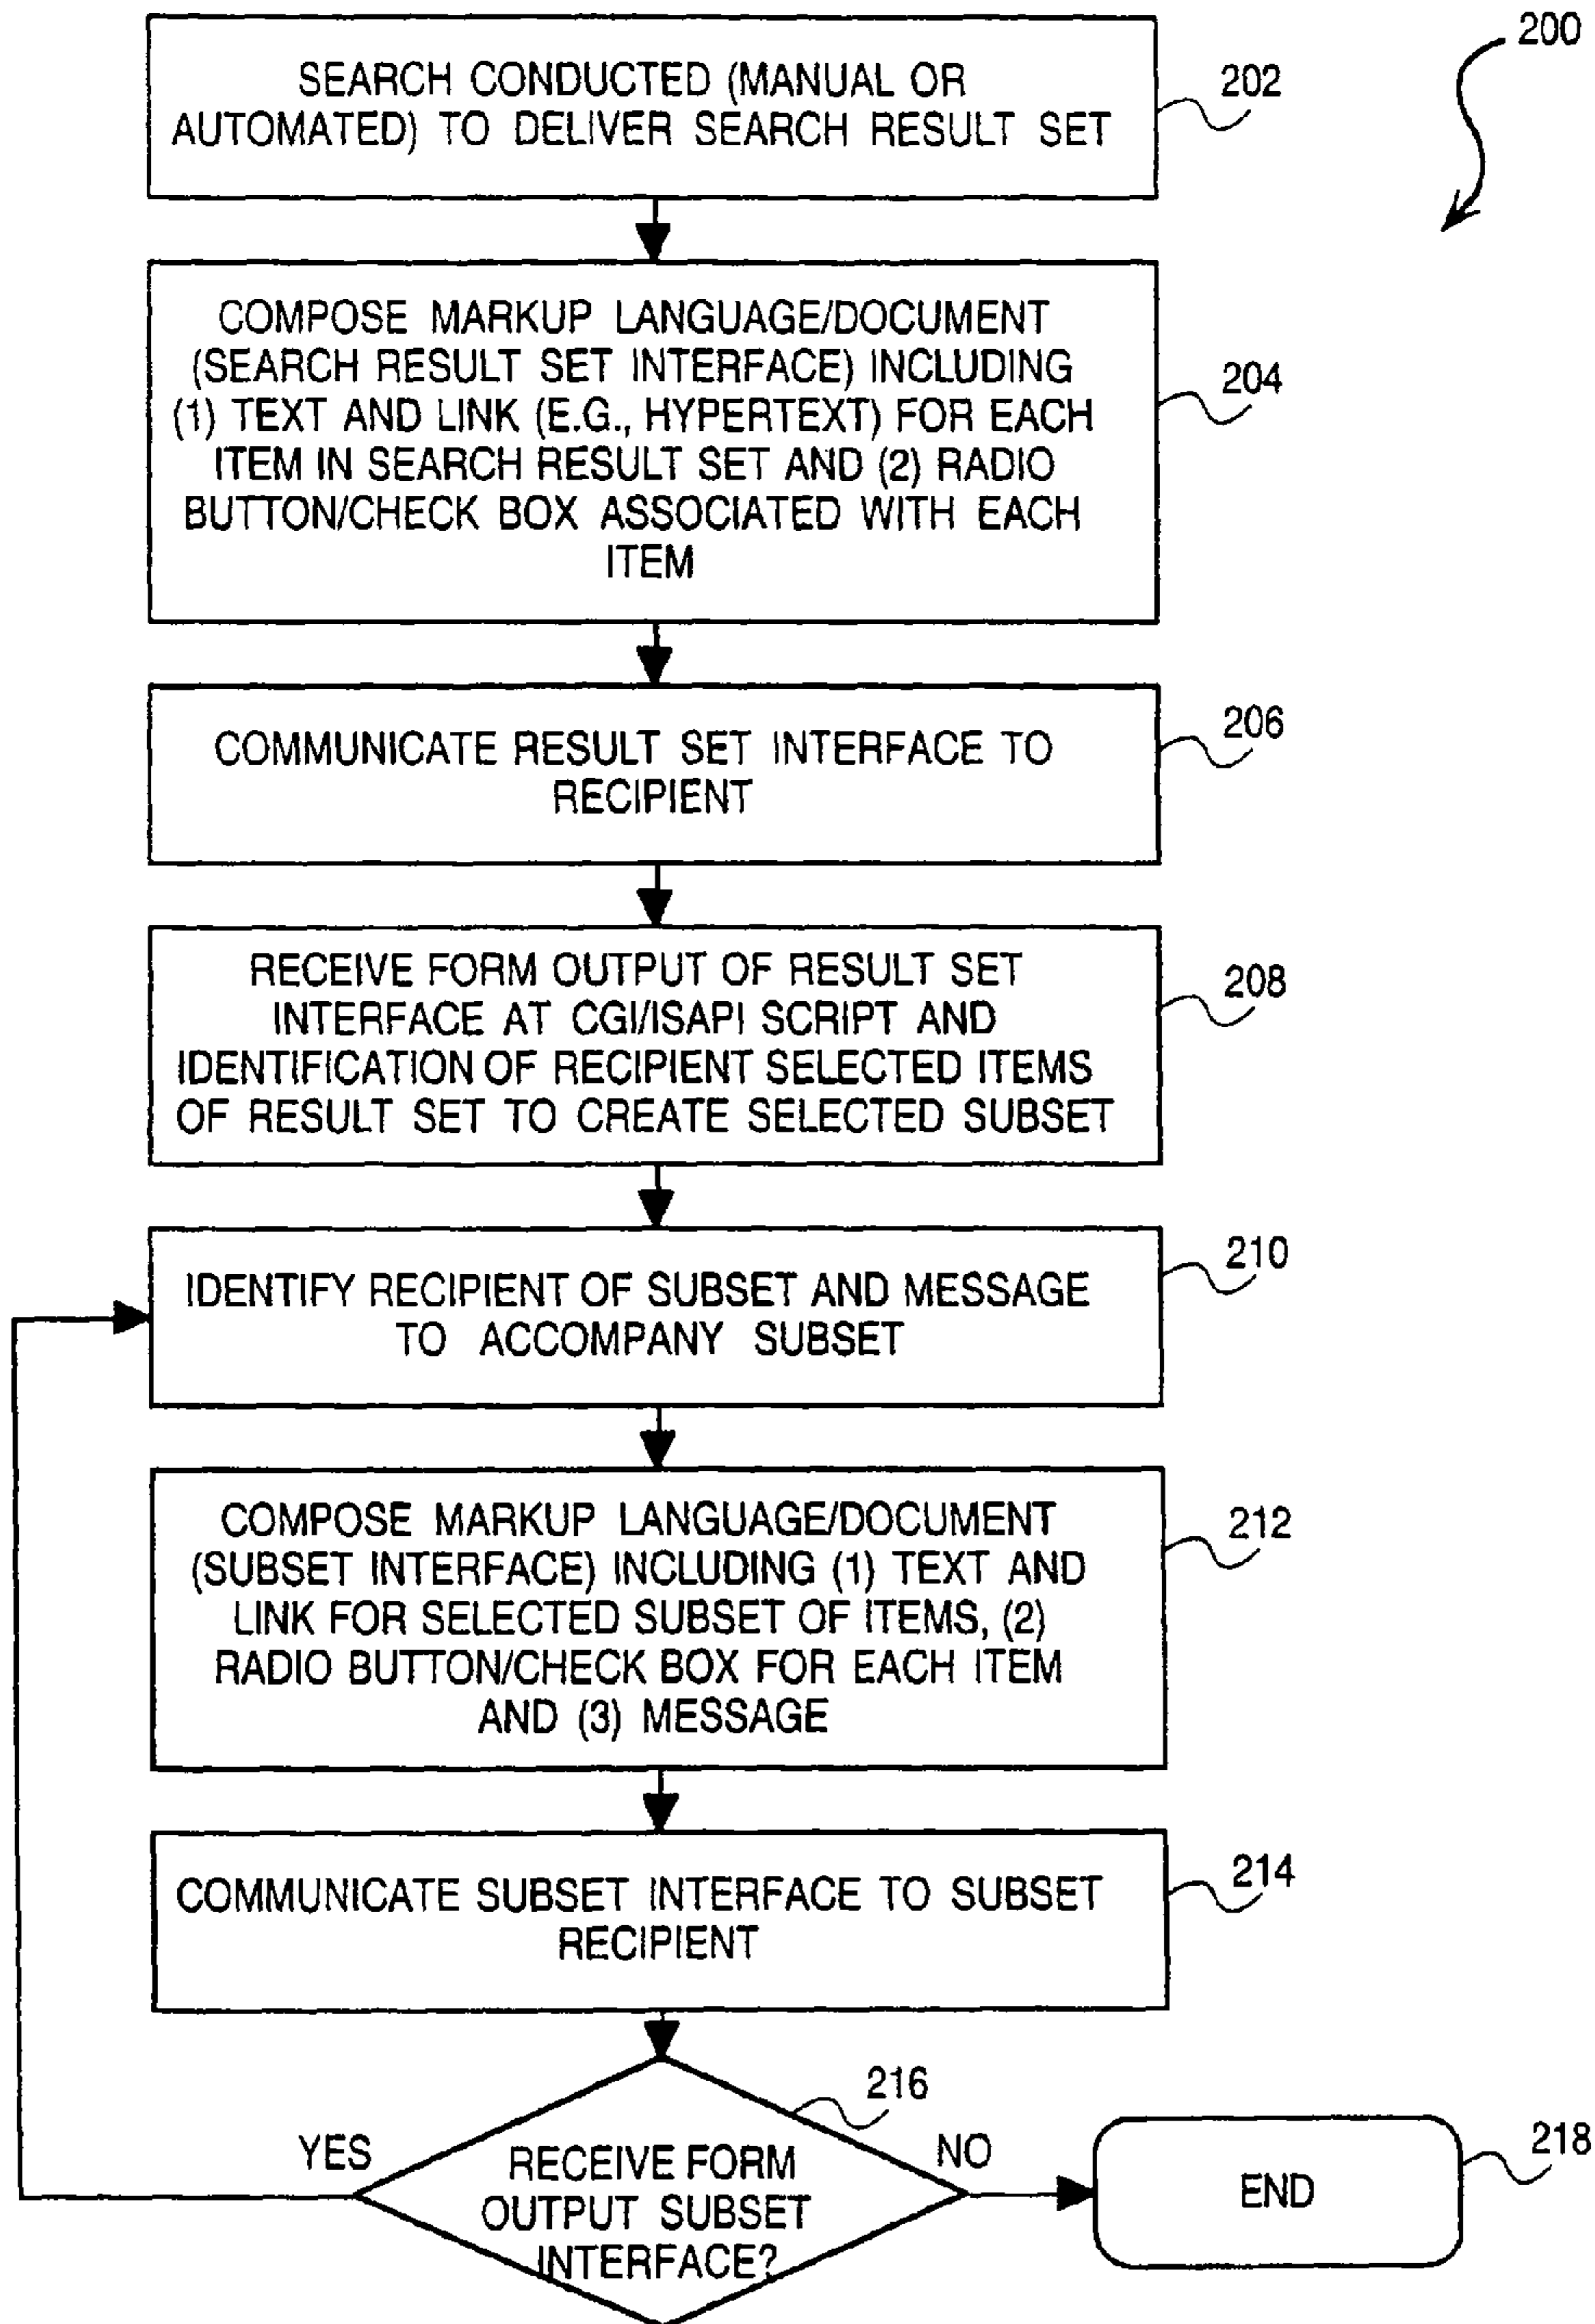 200
SEARCH CONDUCTED (MANUAL OR
AUTOMATED) TO DELIVER SEARCH RESULT SET
202
COMPOSE MARKUP LANGUAGE/DOCUMENT
(SEARCH RESULT SET INTERFACE) INCLUDING
(1) TEXT AND LINK (E.G., HYPERTEXT) FOR EACH
ITEM IN SEARCH RESULT SET AND (2) RADIO
BUTTON/CHECK BOX ASSOCIATED WITH EACH
ITEM
204
COMMUNICATE RESULT SET INTERFACE TO
RECIPIENT
206
RECEIVE FORM OUTPUT OF RESULT SET
INTERFACE AT CGI/ISAPI SCRIPT AND
IDENTIFICATION OF RECIPIENT SELECTED ITEMS
OF RESULT SET TO CREATE SELECTED SUBSET
208
IDENTIFY RECIPIENT OF SUBSET AND MESSAGE
TO ACCOMPANY SUBSET
210
COMPOSE MARKUP LANGUAGE/DOCUMENT
(SUBSET INTERFACE) INCLUDING (1) TEXT AND
LINK FOR SELECTED SUBSET OF ITEMS, (2)
RADIO BUTTON/CHECK BOX FOR EACH ITEM
AND (3) MESSAGE
212
COMMUNICATE SUBSET INTERFACE TO SUBSET
RECIPIENT
214
216
YES
RECEIVE FORM
OUTPUT SUBSET
INTERFACE?
NO
END
218